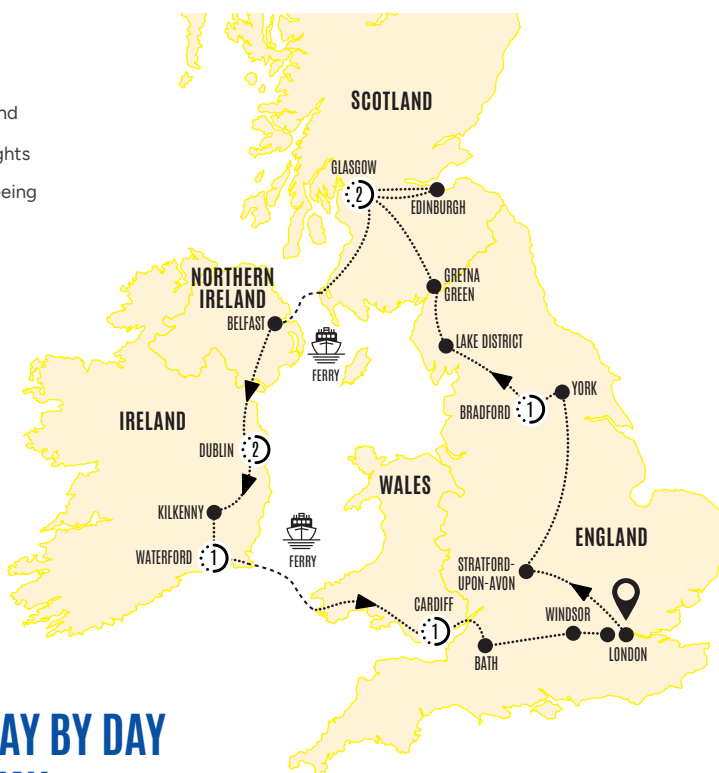 nd
ghts
eeing
SCOTLAND
GLASGOW
2
EDINBURGH
GRETNA
GREEN
NORTHERN
IRELAND
BELFAST
LAKE DISTRICT
FERRY
YORK
BRADFORD
1
IRELAND
DUBLIN
2
WALES
KILKENNY
ENGLAND
WATERFORD
1
FERRY
STRATFORD-
UPON-AVON
CARDIFF
1
WINDSOR
BATH
LONDON
AY BY DAY